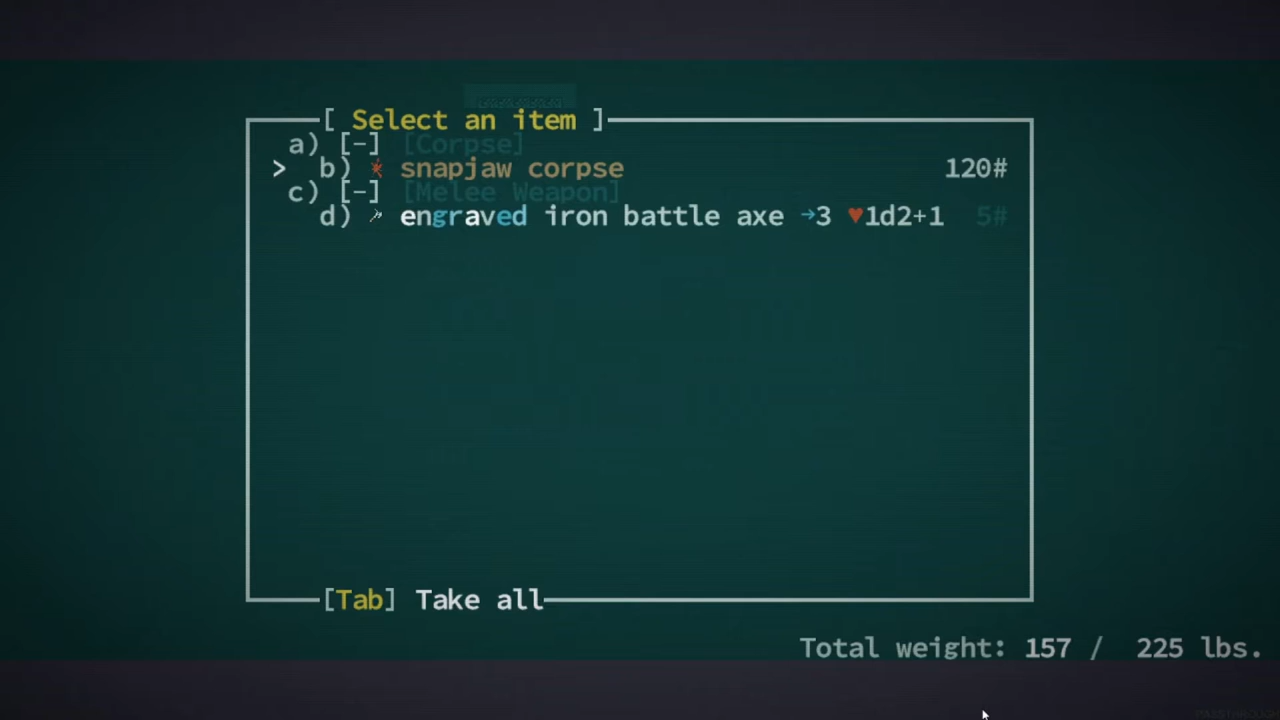 [ Select an item ]
a) [-] [Corpse]
> b) snapjaw corpse 120#
c) [-] [Melee Weapon]
d) engraved iron battle axe →3 ♥1d2+1 5#
[Tab] Take all
Total weight: 157 / 225 lbs.